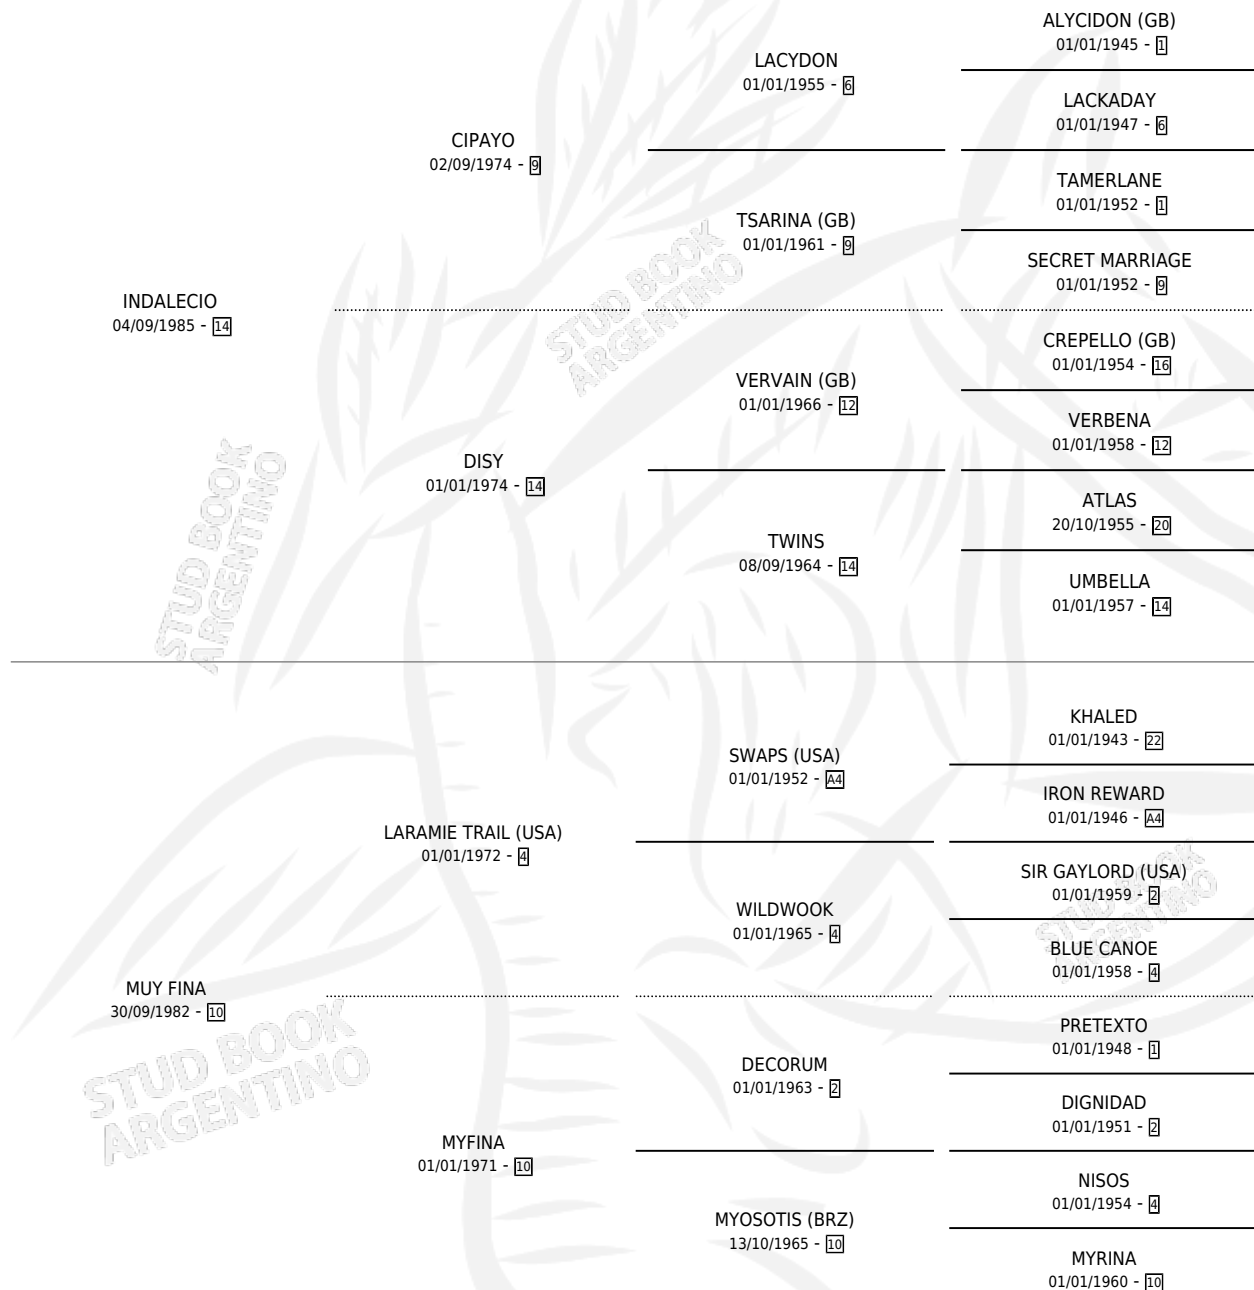 ALYCIDON (GB)
01/01/1945 - 1
LACYDON
01/01/1955 - 6
LACKADAY
01/01/1947 - 6
CIPAYO
02/09/1974 - 9
TAMERLANE
01/01/1952 - 1
TSARINA (GB)
01/01/1961 - 9
SECRET MARRIAGE
01/01/1952 - 9
INDALECIO
04/09/1985 - 14
CREPELLO (GB)
01/01/1954 - 16
VERVAIN (GB)
01/01/1966 - 12
VERBENA
01/01/1958 - 12
DISY
01/01/1974 - 14
ATLAS
20/10/1955 - 20
TWINS
08/09/1964 - 14
UMBELLA
01/01/1957 - 14
KHALED
01/01/1943 - 22
SWAPS (USA)
01/01/1952 - A4
IRON REWARD
01/01/1946 - A4
LARAMIE TRAIL (USA)
01/01/1972 - 4
SIR GAYLORD (USA)
01/01/1959 - 2
WILDWOOK
01/01/1965 - 4
BLUE CANOE
01/01/1958 - 4
MUY FINA
30/09/1982 - 10
PRETEXTO
01/01/1948 - 1
DECORUM
01/01/1963 - 2
DIGNIDAD
01/01/1951 - 2
MYFINA
01/01/1971 - 10
NISOS
01/01/1954 - 4
MYOSOTIS (BRZ)
13/10/1965 - 10
MYRINA
01/01/1960 - 10
STUD BOOK
ARGENTINO
STUD BOOK
ARGENTINO
STUD BOOK
ARGENTINO
STUD BOOK
ARGENTINO